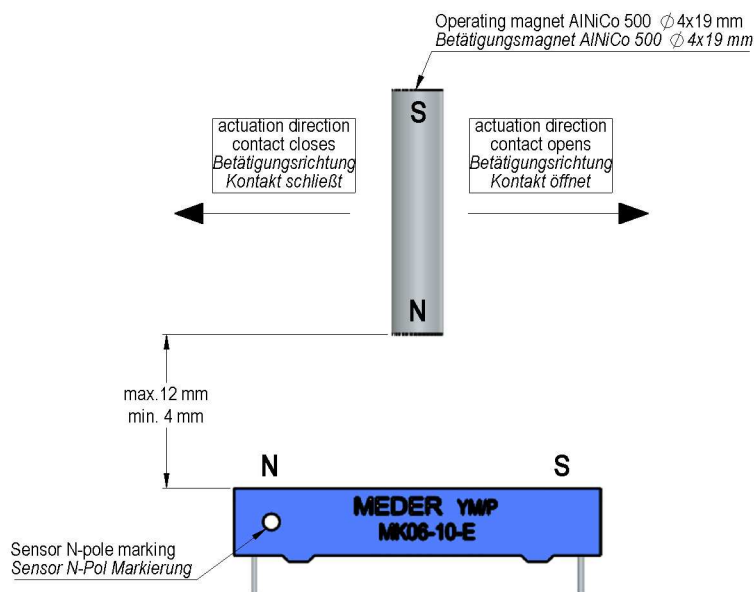 Operating magnet AlNiCo 500 ∅ 4x19 mm
Betätigungsmagnet AlNiCo 500 ∅ 4x19 mm
S
actuation direction
contact closes
Betätigungsrichtung
Kontakt schließt
actuation direction
contact opens
Betätigungsrichtung
Kontakt öffnet
N
max.12 mm
min. 4 mm
N
S
MEDER YM/P
MK06-10-E
Sensor N-pole marking
Sensor N-Pol Markierung